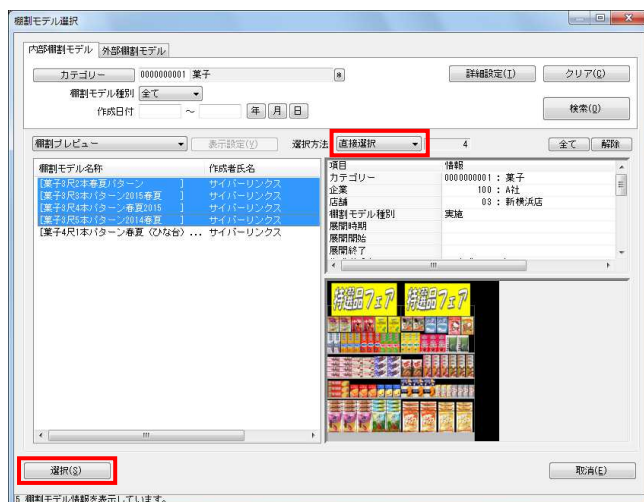 棚割モデル選択
内部棚割モデル 外部棚割モデル
カテゴリー 0000000001 菓子 * 詳細設定(I) クリア(C)
棚割モデル種別 全て
作成日付 ～ 年 月 日 検索(Q)
棚割プレビュー 表示設定(V) 選択方法 直接選択 4 全て 解除
棚割モデル名称 作成者氏名
[菓子3尺2本春夏パターン ] サイバーリンクス
[菓子3尺3本パターン2015春夏 ] サイバーリンクス
[菓子3尺4本パターン春夏2015 ] サイバーリンクス
[菓子3尺5本パターン2014春夏 ] サイバーリンクス
[菓子4尺1本パターン春夏（ひな台）... サイバーリンクス
項目 情報
カテゴリー 0000000001 : 菓子
企業 100 : A社
店舗 03 : 新横浜店
棚割モデル種別 実施
展開時期
展開開始
展開終了
特選品フェア 特選品フェア
選択(S) 取消(E)
5 棚割モデル情報を表示しています。